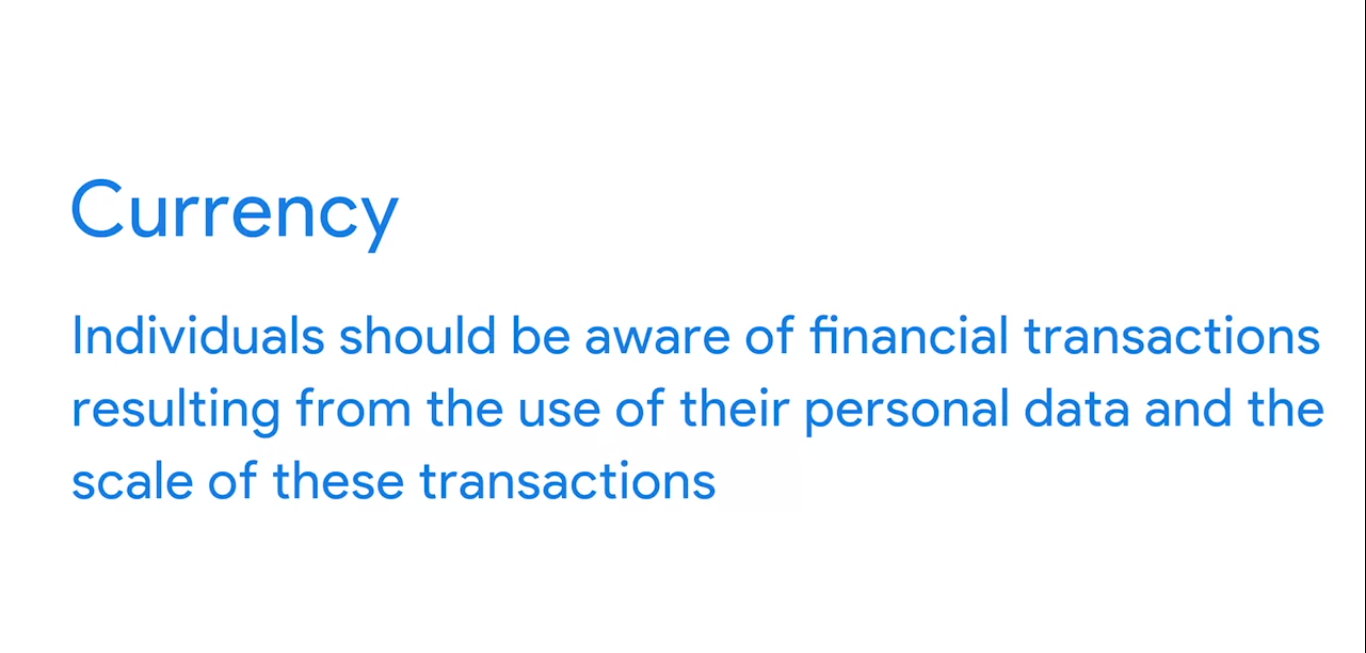 Currency
Individuals should be aware of financial transactions
resulting from the use of their personal data and the
scale of these transactions